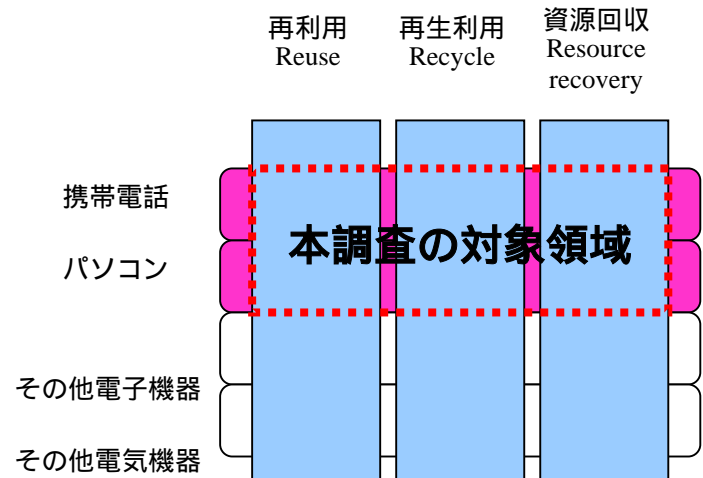 再利用
Reuse
再生利用
Recycle
資源回収
Resource
recovery
携帯電話
本調査の対象領域
パソコン
その他電子機器
その他電気機器